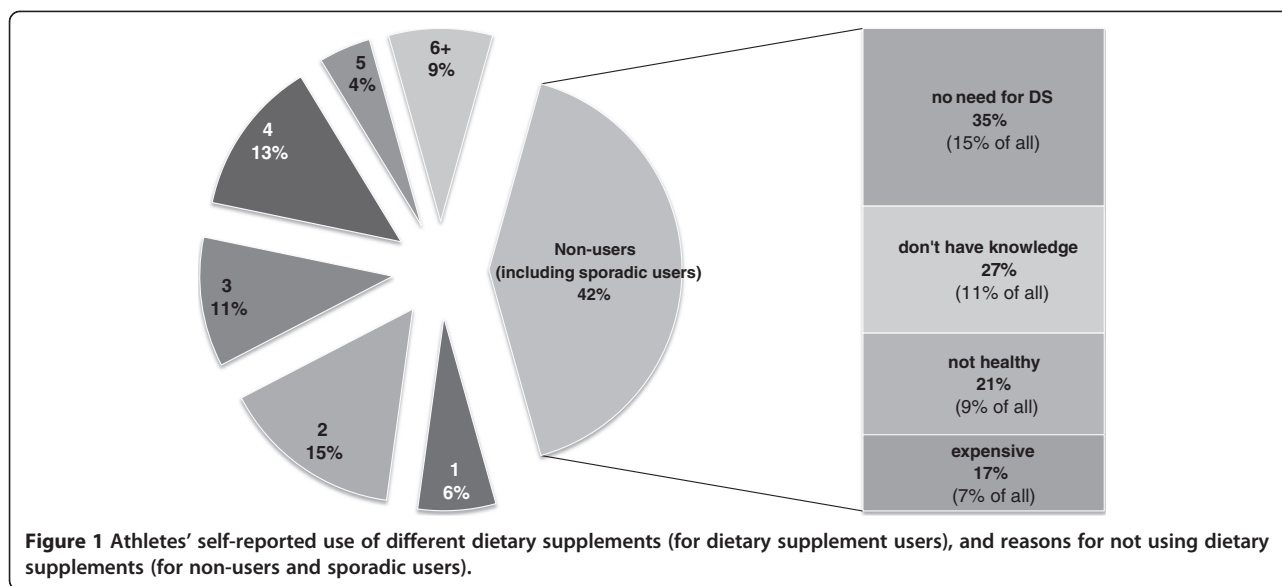 6+
9%
5
4%
4
13%
3
11%
2
15%
1
6%
Non-users
(including sporadic users)
42%
no need for DS
35%
(15% of all)
don't have knowledge
27%
(11% of all)
not healthy
21%
(9% of all)
expensive
17%
(7% of all)
Figure 1 Athletes’ self-reported use of different dietary supplements (for dietary supplement users), and reasons for not using dietary
supplements (for non-users and sporadic users).